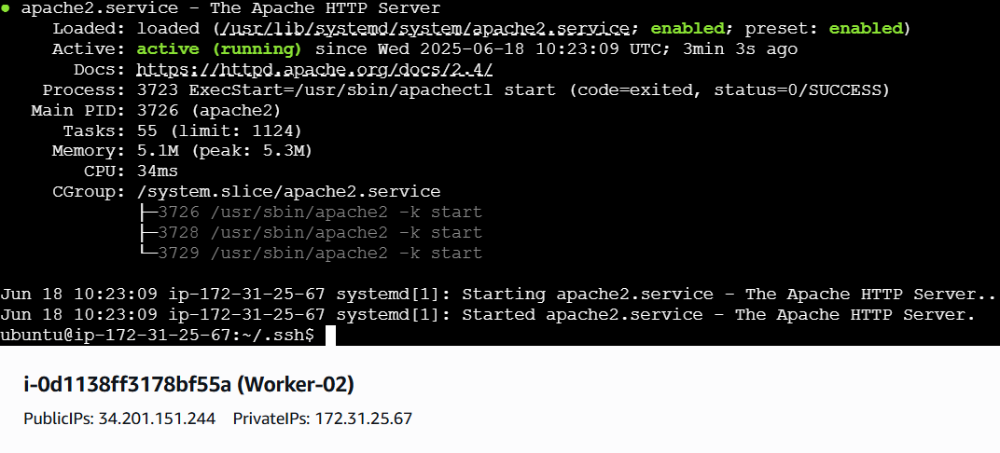 ● apache2.service - The Apache HTTP Server
Loaded: loaded (/usr/lib/systemd/system/apache2.service; enabled; preset: enabled)
Active: active (running) since Wed 2025-06-18 10:23:09 UTC; 3min 3s ago
Docs: https://httpd.apache.org/docs/2.4/
Process: 3723 ExecStart=/usr/sbin/apachectl start (code=exited, status=0/SUCCESS)
Main PID: 3726 (apache2)
Tasks: 55 (limit: 1124)
Memory: 5.1M (peak: 5.3M)
CPU: 34ms
CGroup: /system.slice/apache2.service
├─3726 /usr/sbin/apache2 -k start
├─3728 /usr/sbin/apache2 -k start
└─3729 /usr/sbin/apache2 -k start
Jun 18 10:23:09 ip-172-31-25-67 systemd[1]: Starting apache2.service - The Apache HTTP Server..
Jun 18 10:23:09 ip-172-31-25-67 systemd[1]: Started apache2.service - The Apache HTTP Server.
ubuntu@ip-172-31-25-67:~/.ssh$
i-0d1138ff3178bf55a (Worker-02)
PublicIPs: 34.201.151.244 PrivateIPs: 172.31.25.67